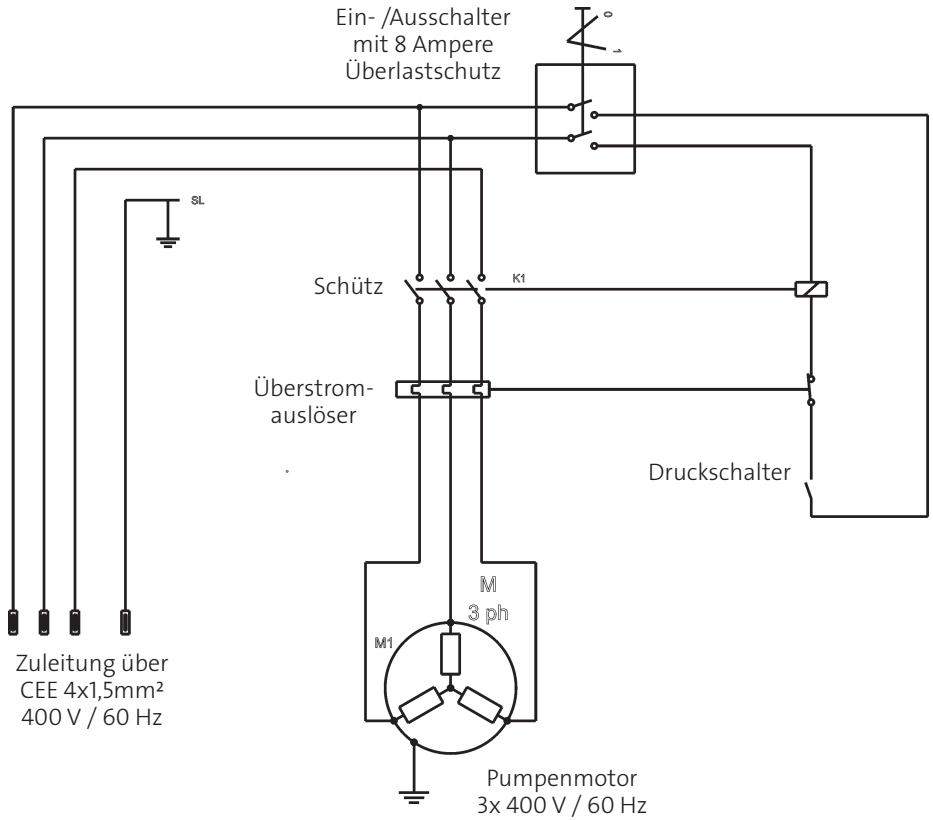 Ein- /Ausschalter
mit 8 Ampere
Überlastschutz
0
1
SL
Schütz
K1
Überstrom-
auslöser
Druckschalter
M
3 ph
M1
Zuleitung über
CEE 4x1,5mm²
400 V / 60 Hz
Pumpenmotor
3x 400 V / 60 Hz